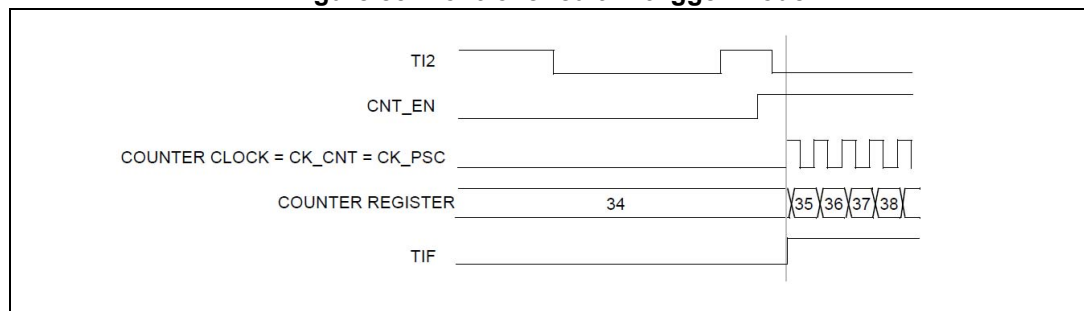 TI2
CNT_EN
COUNTER CLOCK = CK_CNT = CK_PSC
COUNTER REGISTER 34 35 36 37 38
TIF